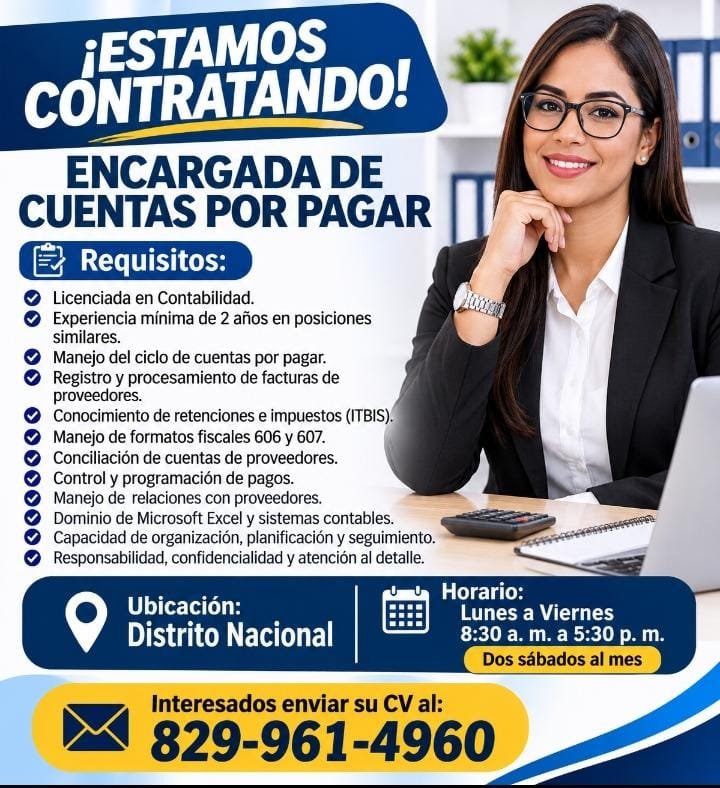 ¡ESTAMOS
CONTRATANDO!
ENCARGADA DE
CUENTAS POR PAGAR
Requisitos:
Licenciada en Contabilidad.
Experiencia mínima de 2 años en posiciones
similares.
Manejo del ciclo de cuentas por pagar.
Registro y procesamiento de facturas de
proveedores.
Conocimiento de retenciones e impuestos (ITBIS).
Manejo de formatos fiscales 606 y 607.
Conciliación de cuentas de proveedores.
Control y programación de pagos.
Manejo de relaciones con proveedores.
Dominio de Microsoft Excel y sistemas contables.
Capacidad de organización, planificación y seguimiento.
Responsabilidad, confidencialidad y atención al detalle.
Ubicación:
Distrito Nacional
Horario:
Lunes a Viernes
8:30 a. m. a 5:30 p. m.
Dos sábados al mes
Interesados enviar su CV al:
829-961-4960